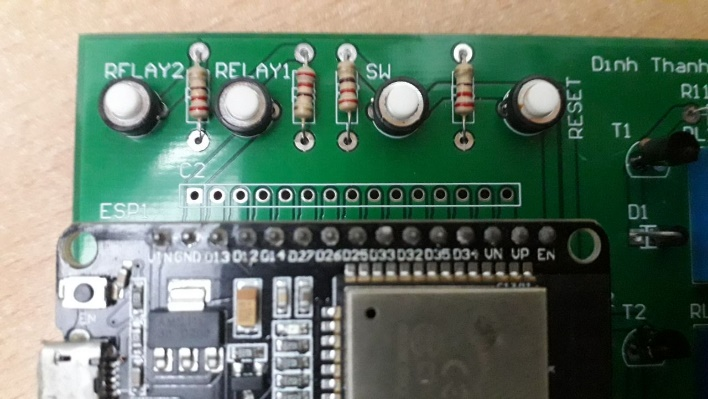 RELAY2 RELAY1 SW
Dinh Thanh
RESET
R11
T1
C2
ESP1
D1
VIN GND D13 D12 D14 D27 D26 D25 D33 D32 D35 D34 VN VP EN
EN
T2
RL